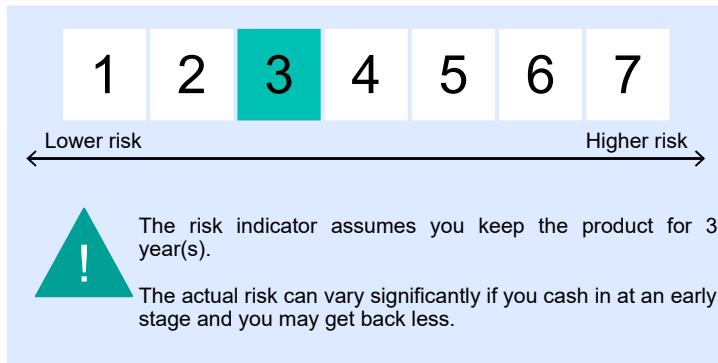 1 2 3 4 5 6 7
Lower risk Higher risk
!
The risk indicator assumes you keep the product for 3
year(s).
The actual risk can vary significantly if you cash in at an early
stage and you may get back less.